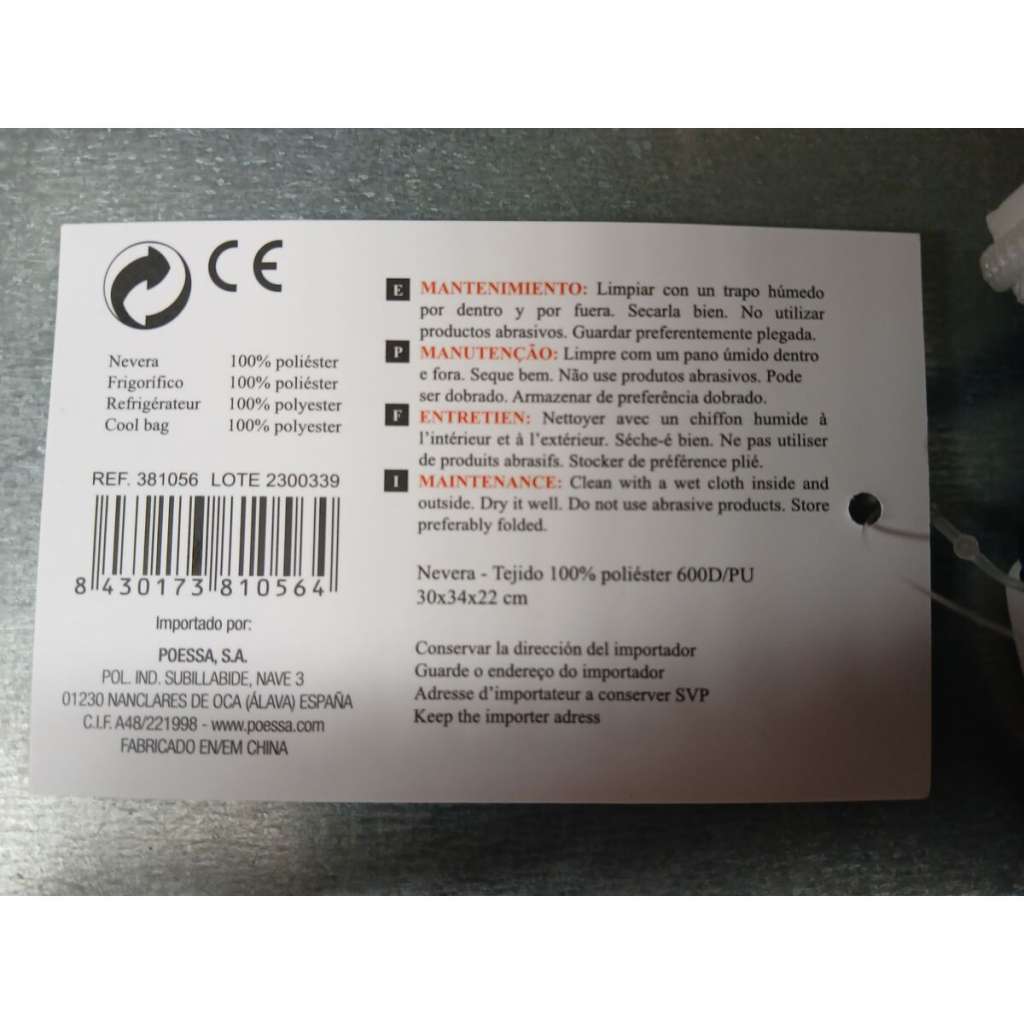 CE
Nevera 100% poliéster
Frigorífico 100% poliéster
Refrigérateur 100% polyester
Cool bag 100% polyester
REF. 381056 LOTE 2300339
8 430173 810564
Importado por:
POESSA, S.A.
POL. IND. SUBILLABIDE, NAVE 3
01230 NANCLARES DE OCA (ÁLAVA) ESPAÑA
C.I.F. A48/221998 - www.poessa.com
FABRICADO EN/EM CHINA
E MANTENIMIENTO: Limpiar con un trapo húmedo
por dentro y por fuera. Secarla bien. No utilizar
productos abrasivos. Guardar preferentemente plegada.
P MANUTENÇÃO: Limpre com um pano úmido dentro
e fora. Seque bem. Não use produtos abrasivos. Pode
ser dobrado. Armazenar de preferência dobrado.
F ENTRETIEN: Nettoyer avec un chiffon humide à
l'intérieur et à l'extérieur. Séche-é bien. Ne pas utiliser
de produits abrasifs. Stocker de préférence plié.
I MAINTENANCE: Clean with a wet cloth inside and
outside. Dry it well. Do not use abrasive products. Store
preferably folded.
Nevera - Tejido 100% poliéster 600D/PU
30x34x22 cm
Conservar la dirección del importador
Guarde o endereço do importador
Adresse d'importateur a conserver SVP
Keep the importer adress